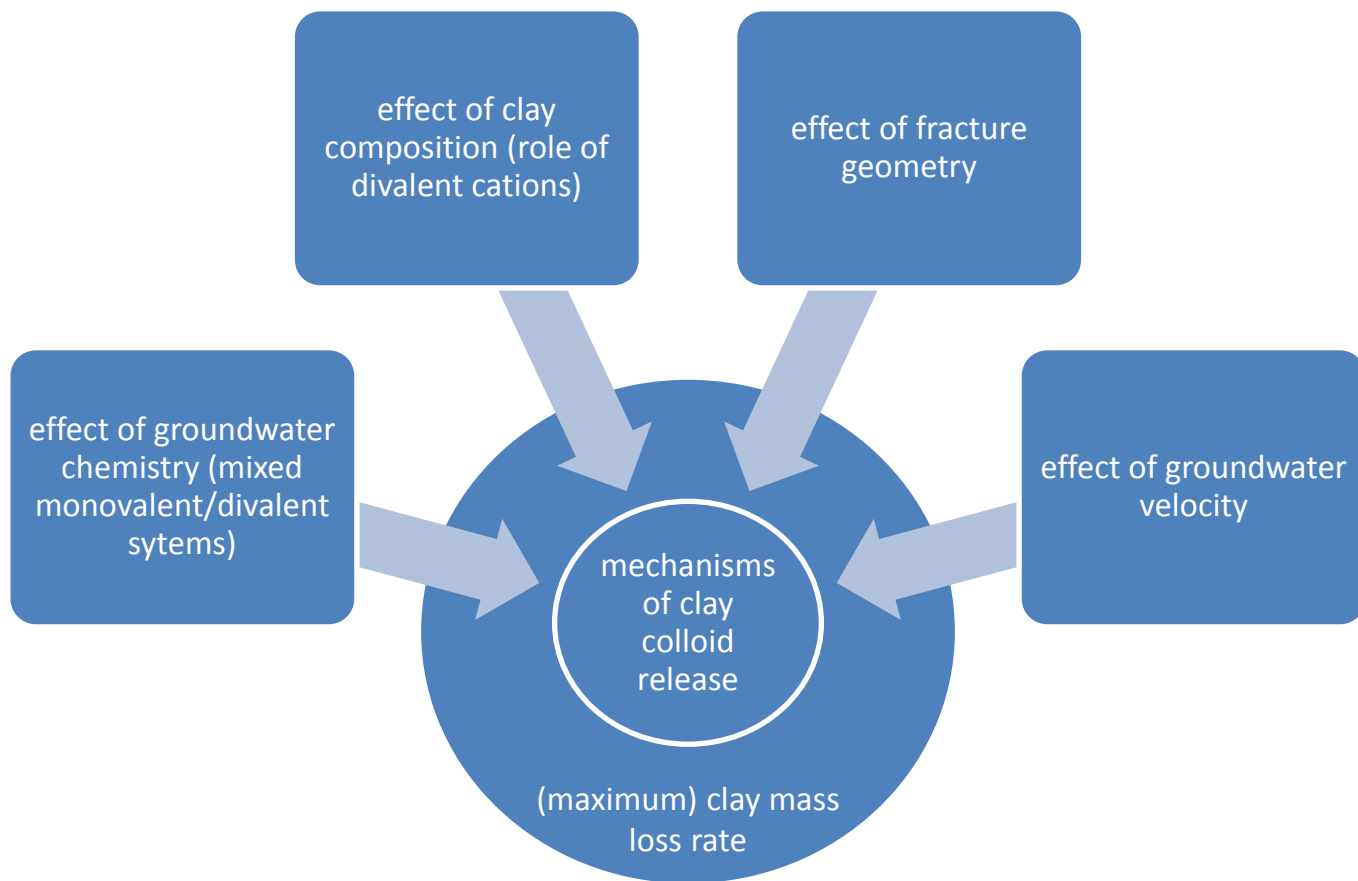 effect of clay
composition (role of
divalent cations)
effect of fracture
geometry
effect of groundwater
chemistry (mixed
monovalent/divalent
sytems)
effect of groundwater
velocity
mechanisms
of clay
colloid
release
(maximum) clay mass
loss rate